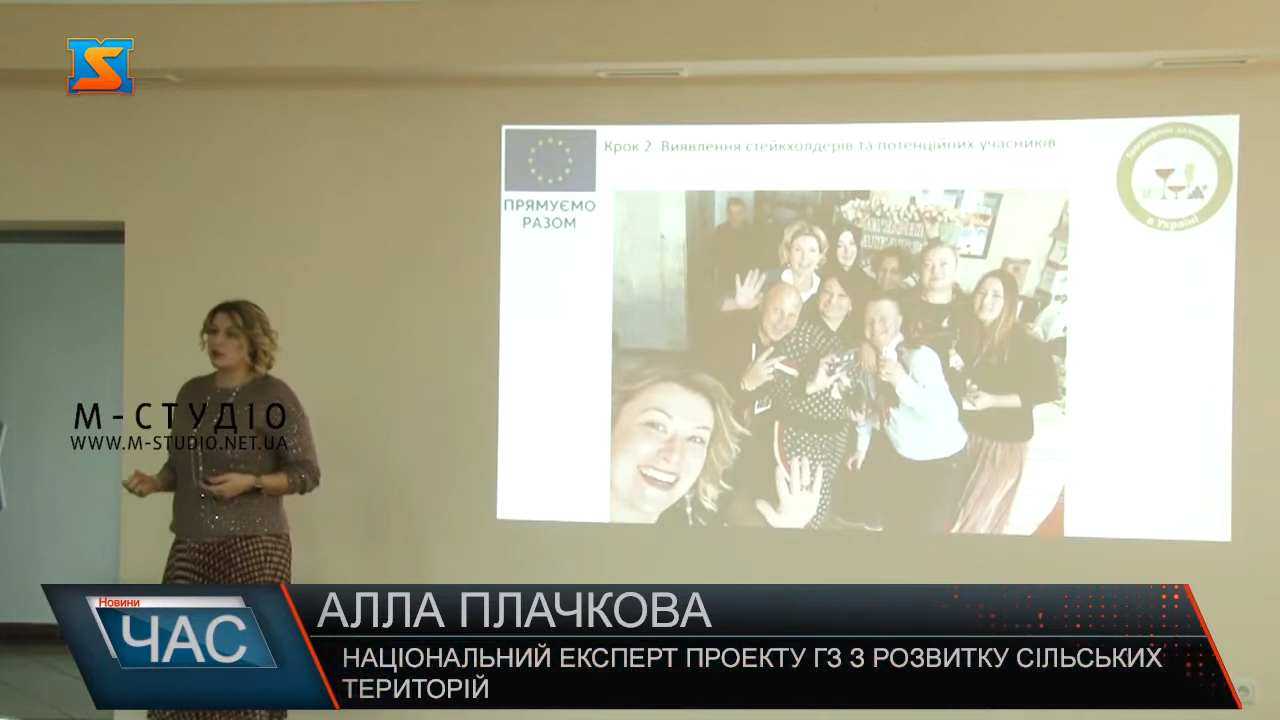 Крок 2. Виявлення стейкхолдерів та потенційних учасників
ПРЯМУЄМО
РАЗОМ
в Україні
М-СТУДІО
WWW.M-STUDIO.NET.UA
Новини
ЧАС
АЛЛА ПЛАЧКОВА
НАЦІОНАЛЬНИЙ ЕКСПЕРТ ПРОЕКТУ ГЗ З РОЗВИТКУ СІЛЬСЬКИХ
ТЕРИТОРІЙ